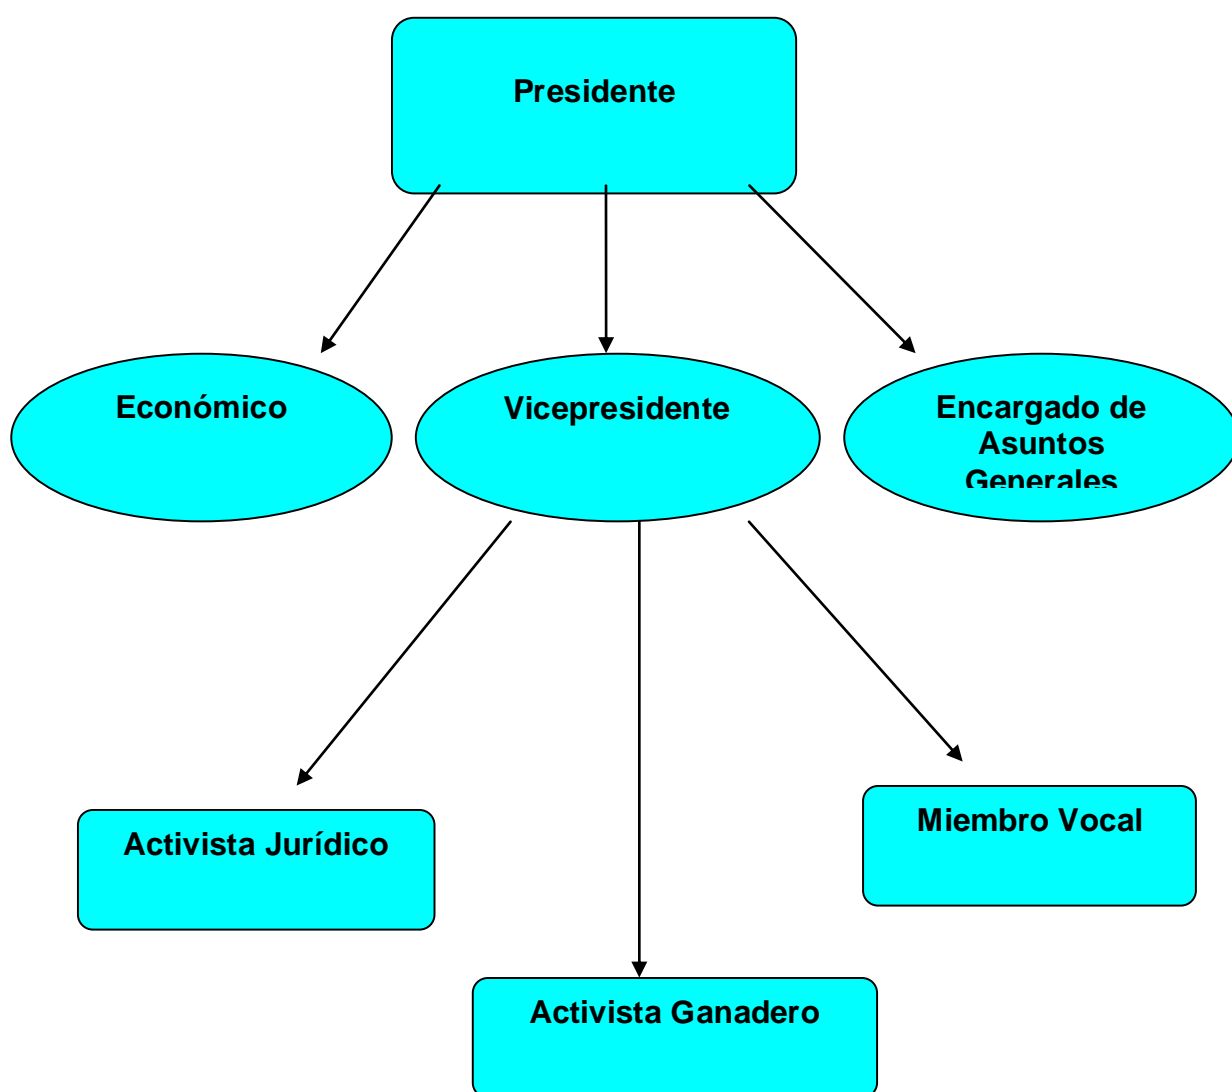 Presidente
Económico
Vicepresidente
Encargado de
Asuntos
Generales
Activista Jurídico
Miembro Vocal
Activista Ganadero